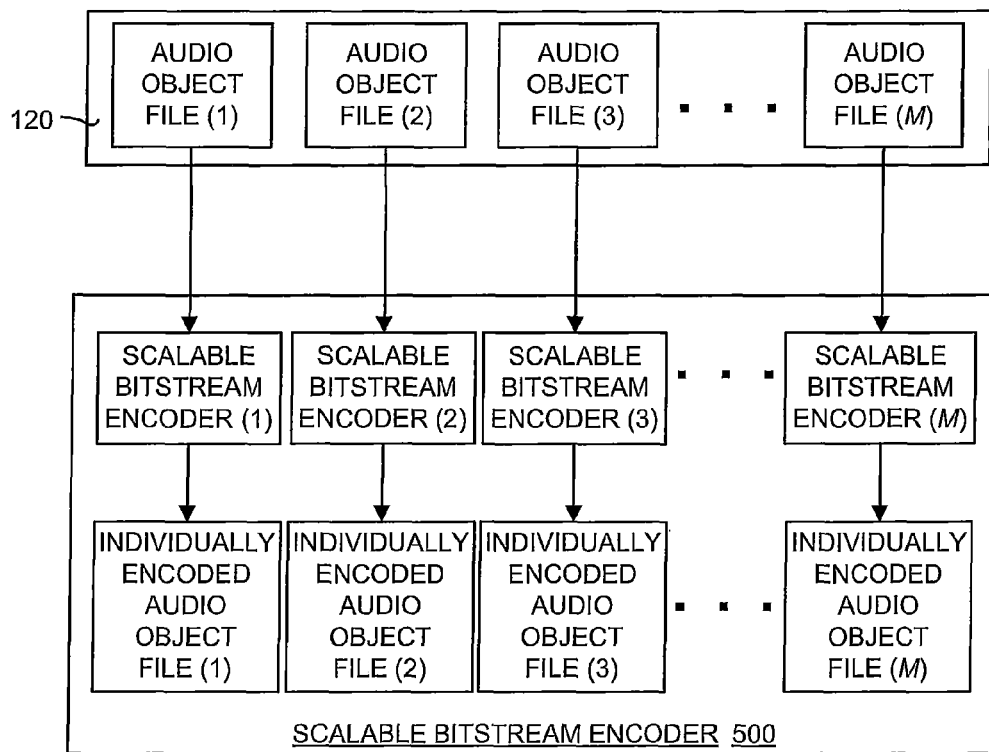 AUDIO OBJECT FILE (1)
AUDIO OBJECT FILE (2)
AUDIO OBJECT FILE (3)
. . .
AUDIO OBJECT FILE (M)
120
SCALABLE BITSTREAM ENCODER (1)
SCALABLE BITSTREAM ENCODER (2)
SCALABLE BITSTREAM ENCODER (3)
. . .
SCALABLE BITSTREAM ENCODER (M)
INDIVIDUALLY ENCODED AUDIO OBJECT FILE (1)
INDIVIDUALLY ENCODED AUDIO OBJECT FILE (2)
INDIVIDUALLY ENCODED AUDIO OBJECT FILE (3)
. . .
INDIVIDUALLY ENCODED AUDIO OBJECT FILE (M)
SCALABLE BITSTREAM ENCODER 500